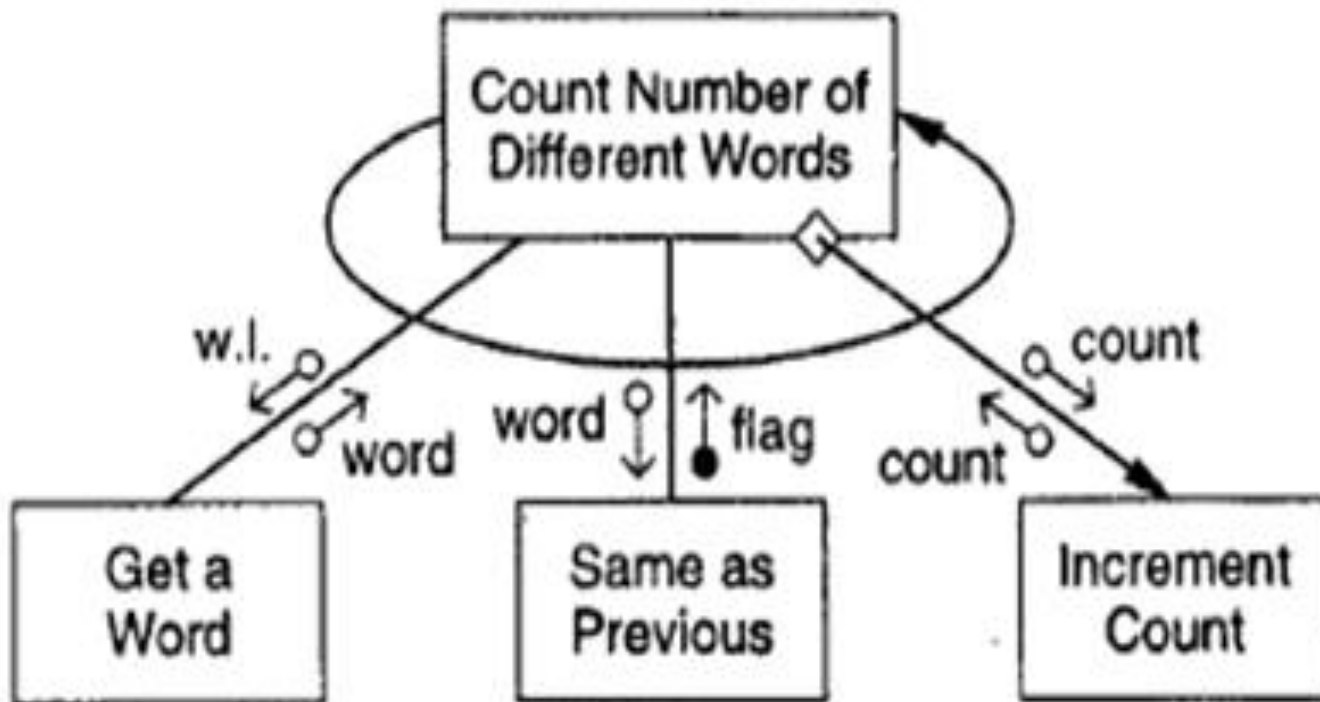 Count Number of
Different Words
w.l.
word
word
flag
count
count
Get a
Word
Same as
Previous
Increment
Count